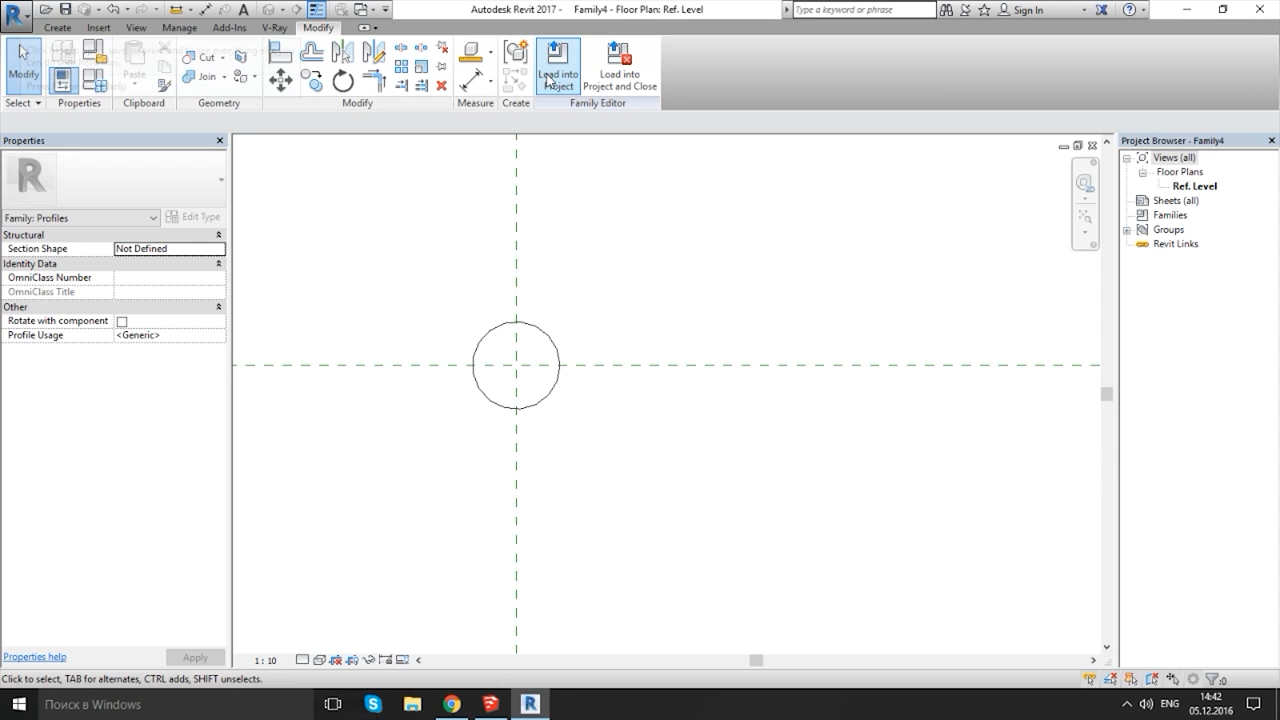 Autodesk Revit 2017 - Family4 - Floor Plan: Ref. Level
Type a keyword or phrase
Sign In
Create Insert View Manage Add-Ins V-Ray Modify
Modify
Paste
Cut
Join
Load into
Project
Load into
Project and Close
Select Properties Clipboard Geometry Modify Measure Create Family Editor
Properties
R
Family: Profiles
Edit Type
Structural
Section Shape Not Defined
Identity Data
OmniClass Number
OmniClass Title
Other
Rotate with component
Profile Usage <Generic>
Properties help
Apply
Project Browser - Family4
Views (all)
Floor Plans
Ref. Level
Sheets (all)
Families
Groups
Revit Links
1 : 10
Click to select, TAB for alternates, CTRL adds, SHIFT unselects.
:0
Поиск в Windows
ENG
14:42
05.12.2016